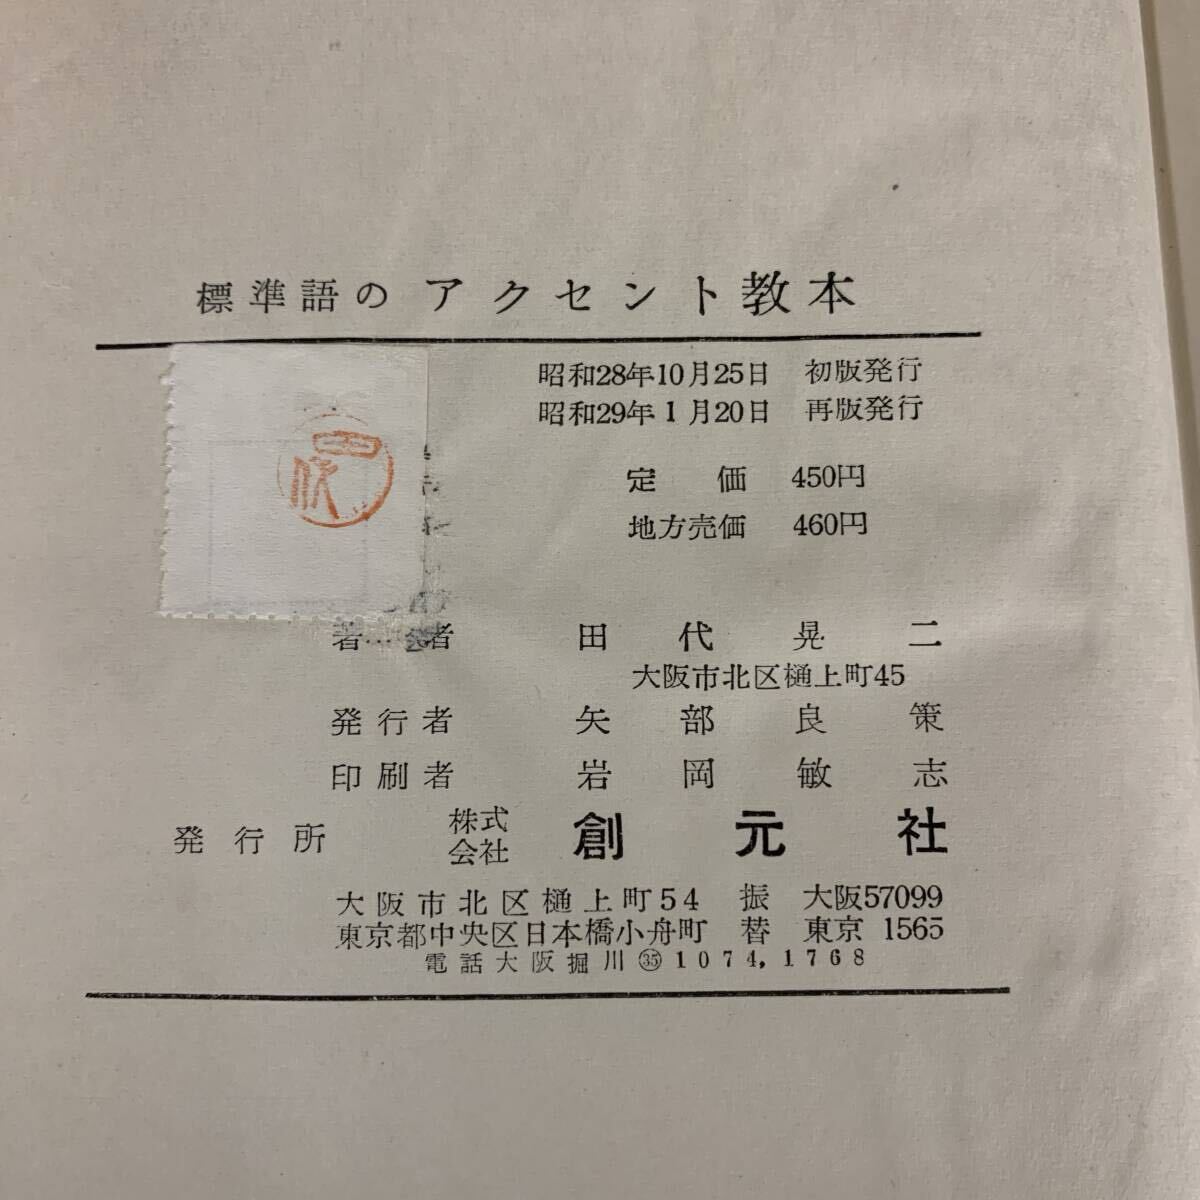 標準語のアクセント教本
昭和28年10月25日 初版発行
昭和29年1月20日 再版発行
定価 450円
地方売価 460円
田代
著者 田代晃二
大阪市北区樋上町45
発行者 矢部良策
印刷者 岩岡敏志
発行所 株式会社 創元社
大阪市北区樋上町54 振替 大阪57099
東京都中央区日本橋小舟町 東京 1565
電話大阪堀川㉟1074,1768